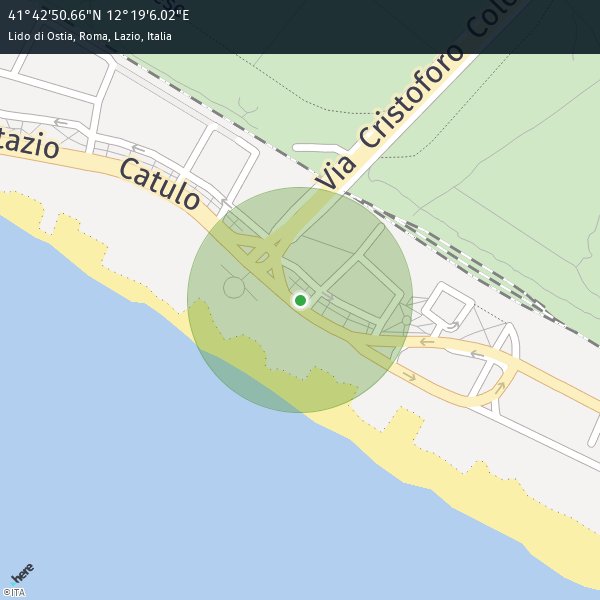 41°42'50.66"N 12°19'6.02"E
Lido di Ostia, Roma, Lazio, Italia
Via Cristoforo Colo
tazio
Catulo
here
©ITA